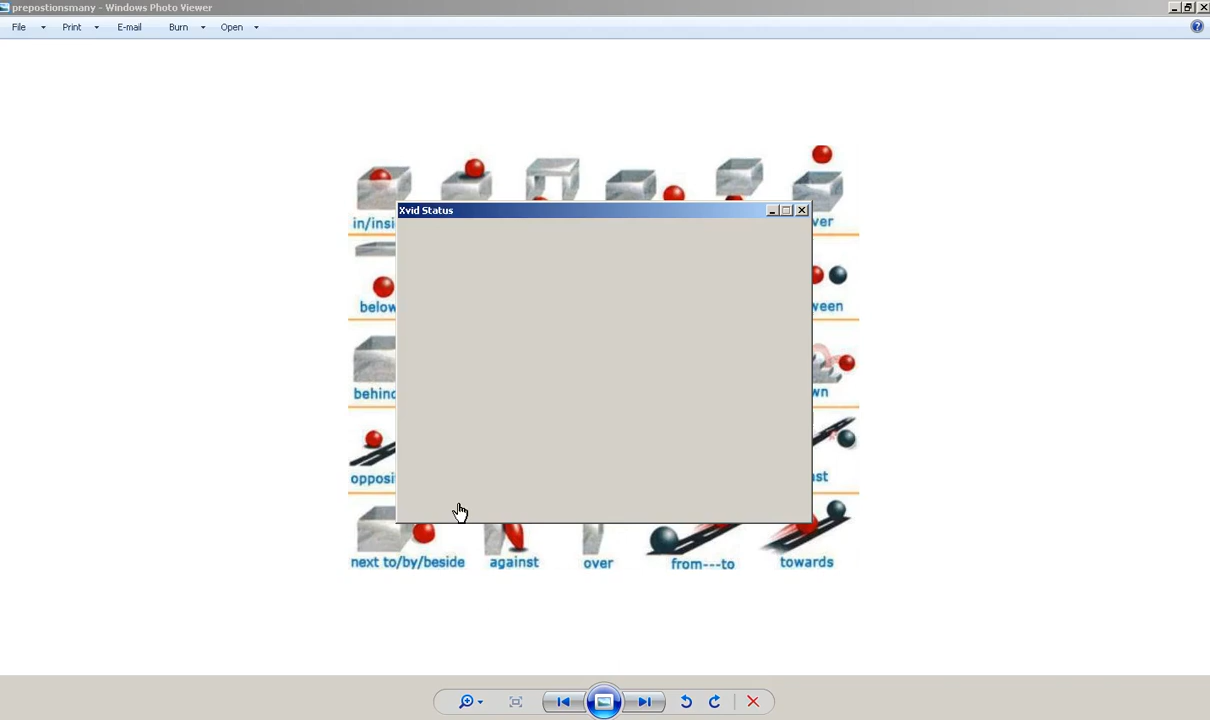 prepostionsmany - Windows Photo Viewer
File Print E-mail Burn Open
Xvid Status
in/insi ver
below ween
behind wn
opposi st
next to/by/beside against over from---to towards